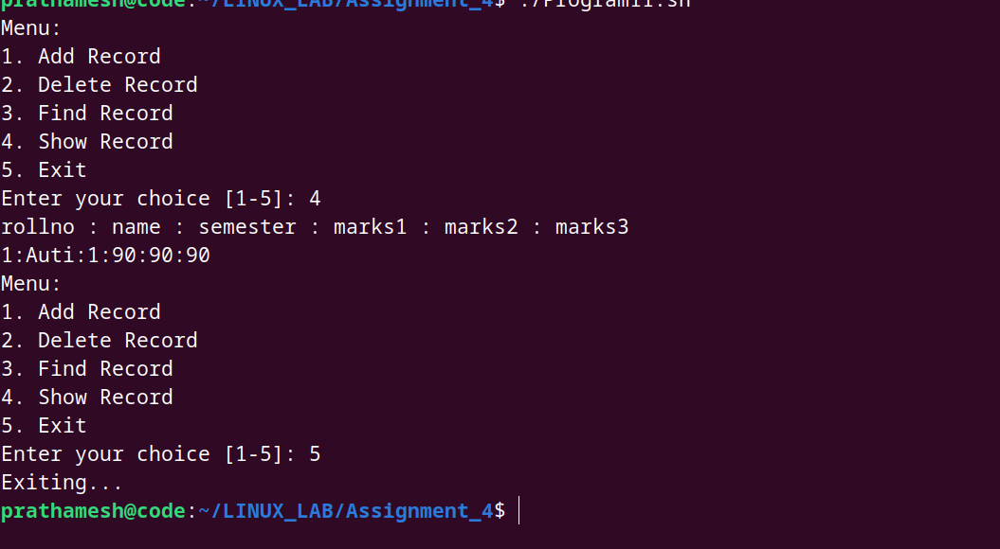 prathamesh@code:~/LINUX_LAB/Assignment_4$
Menu:
1. Add Record
2. Delete Record
3. Find Record
4. Show Record
5. Exit
Enter your choice [1-5]: 4
rollno : name : semester : marks1 : marks2 : marks3
1:Auti:1:90:90:90
Menu:
1. Add Record
2. Delete Record
3. Find Record
4. Show Record
5. Exit
Enter your choice [1-5]: 5
Exiting...
prathamesh@code:~/LINUX_LAB/Assignment_4$